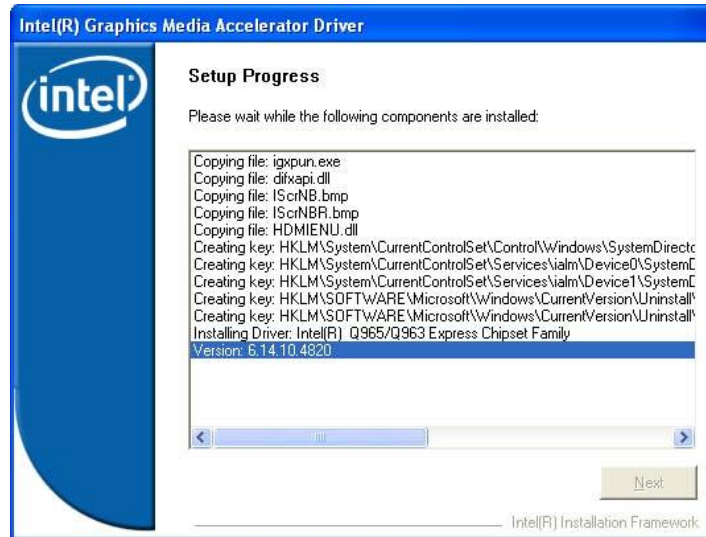 Intel(R) Graphics Media Accelerator Driver
intel
Setup Progress
Please wait while the following components are installed:
Copying file: igxpun.exe
Copying file: difxapi.dll
Copying file: IScrNB.bmp
Copying file: IScrNBR.bmp
Copying file: HDMIENU.dll
Creating key: HKLM\System\CurrentControlSet\Control\Windows\SystemDirecto
Creating key: HKLM\System\CurrentControlSet\Services\ialm\Device0\SystemD
Creating key: HKLM\System\CurrentControlSet\Services\ialm\Device1\SystemD
Creating key: HKLM\SOFTWARE\Microsoft\Windows\CurrentVersion\Uninstall\
Creating key: HKLM\SOFTWARE\Microsoft\Windows\CurrentVersion\Uninstall\
Installing Driver: Intel(R) Q965/Q963 Express Chipset Family
Version: 6.14.10.4820
Next
Intel(R) Installation Framework